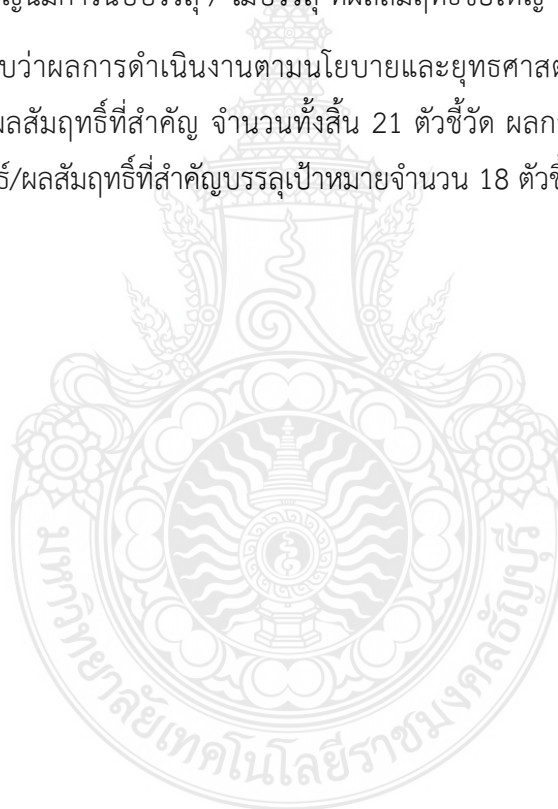 บว่าผลการดำเนินงานตามนโยบายและยุทธศาสต
ผลสัมฤทธิ์ที่สำคัญ จำนวนทั้งสิ้น 21 ตัวชี้วัด ผลก
ธ์/ผลสัมฤทธิ์ที่สำคัญบรรลุเป้าหมายจำนวน 18 ตัวชี้
มหาวิทยาลัยเทคโนโลยีราชมงคลธัญบุรี